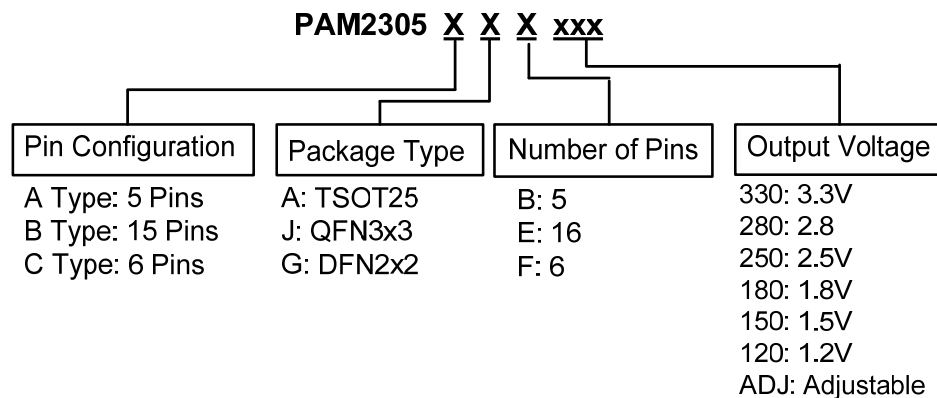 PAM2305 X X X xxx
Pin Configuration
A Type: 5 Pins
B Type: 15 Pins
C Type: 6 Pins
Package Type
A: TSOT25
J: QFN3x3
G: DFN2x2
Number of Pins
B: 5
E: 16
F: 6
Output Voltage
330: 3.3V
280: 2.8
250: 2.5V
180: 1.8V
150: 1.5V
120: 1.2V
ADJ: Adjustable